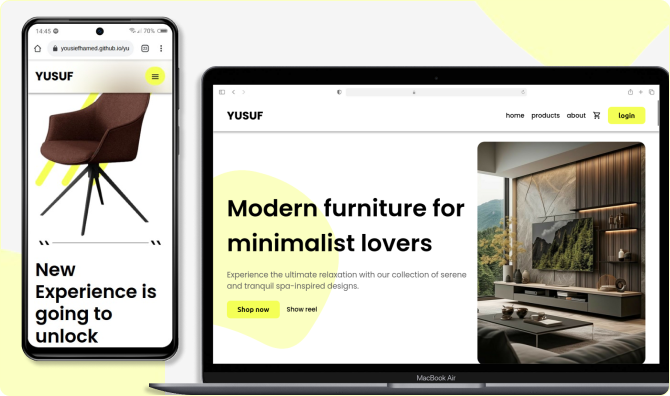 14:45
70%
yousiefhamed.github.io/yu
YUSUF
New
Experience is
going to
unlock
YUSUF
home
products
about
login
Modern furniture for
minimalist lovers
Experience the ultimate relaxation with our collection of serene
and tranquil spa-inspired designs.
Shop now
Show reel
MacBook Air